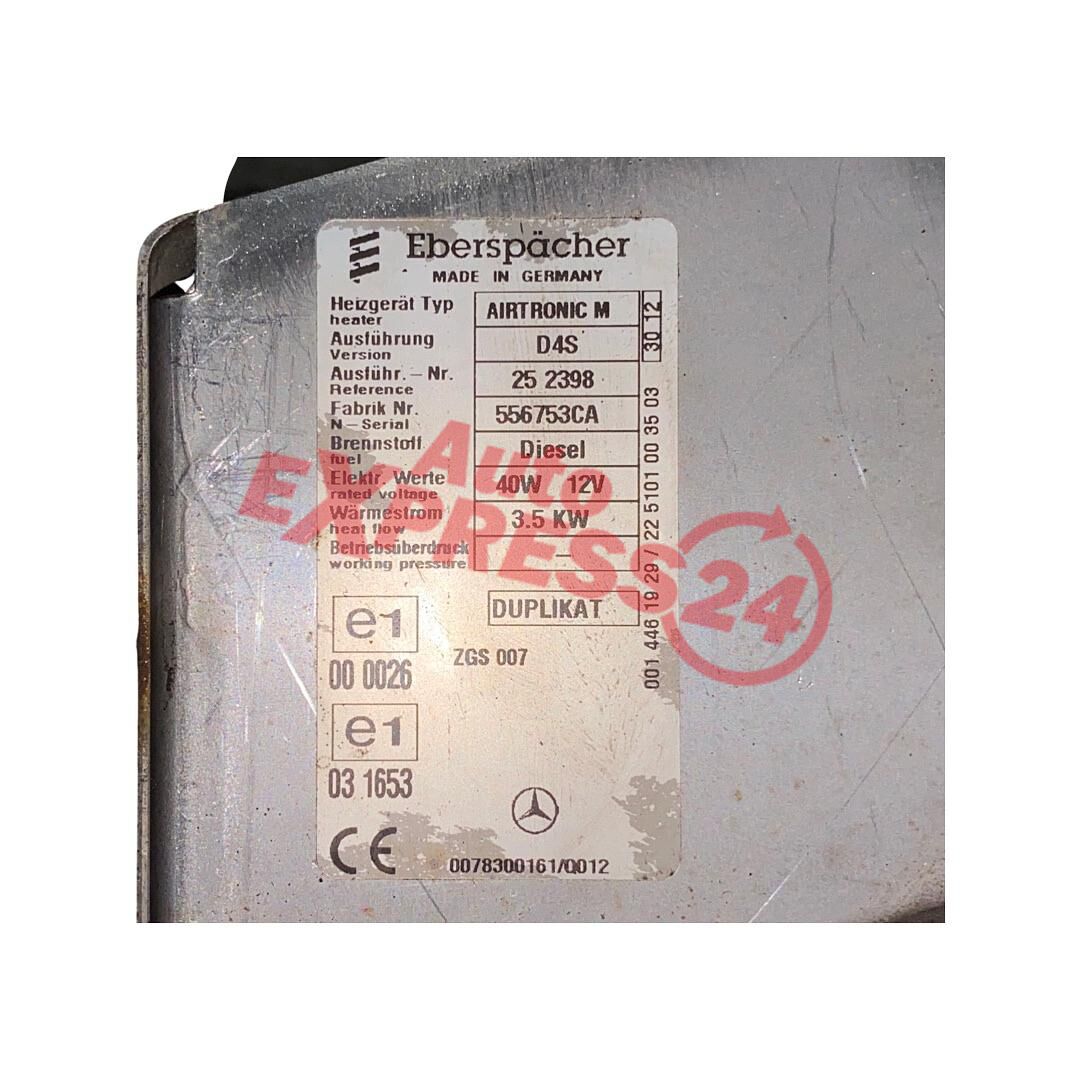 Eberspächer
MADE IN GERMANY
Heizgerät Typ
heater
AIRTRONIC M
Ausführung
Version
D4S
Ausführ.-Nr.
Reference
25 2398
Fabrik Nr.
N-Serial
556753CA
Brennstoff
fuel
Diesel
Elektr. Werte
rated voltage
40W 12V
Wärmestrom
heat flow
3.5 KW
Betriebsüberdruck
working pressure
–
DUPLIKAT
e1
00 0026
ZGS 007
e1
03 1653
CE
0078300161/Q012
30 12
001 446 19 29 / 22 5101 00 35 03
Auto
EXPRESS24